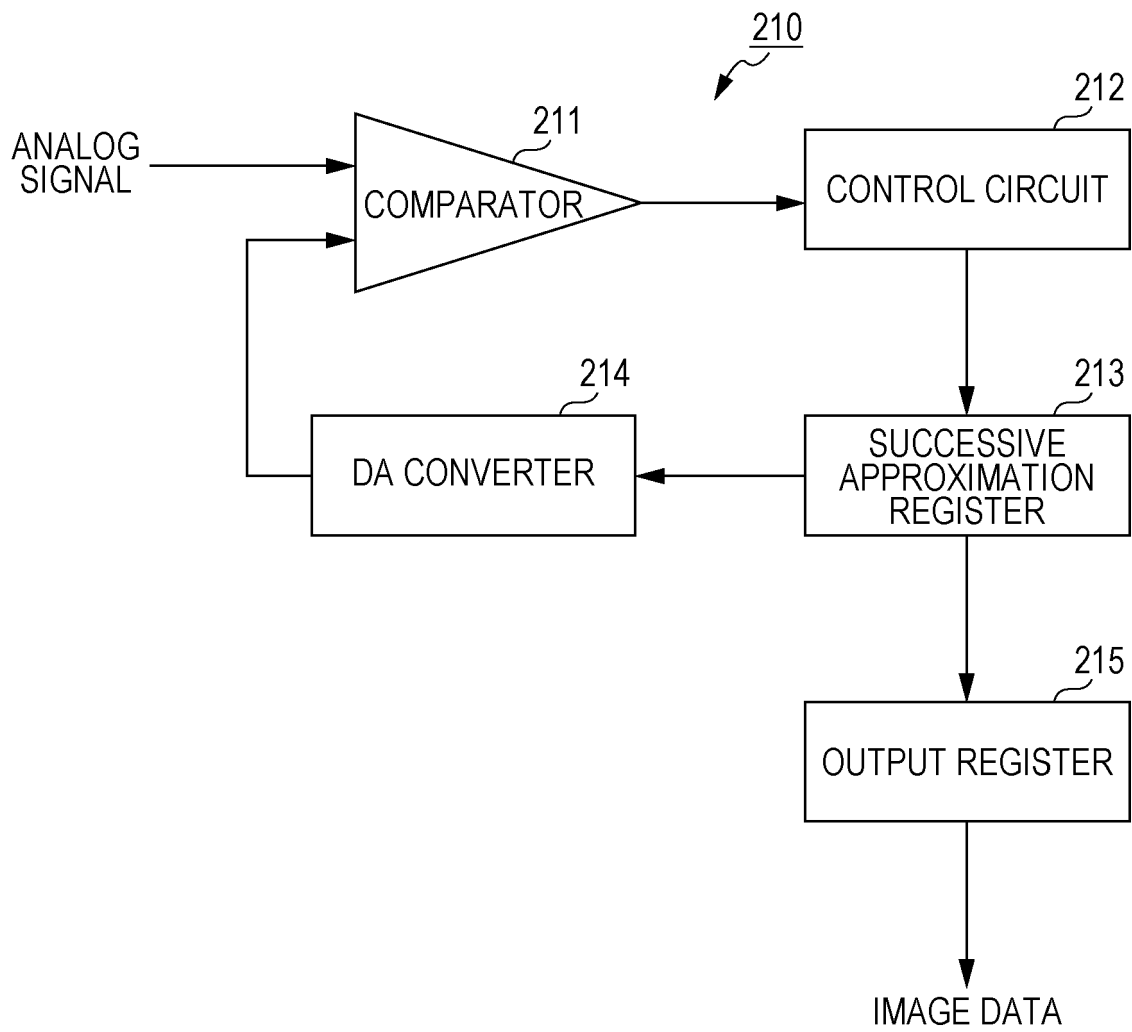 210
212
ANALOG
SIGNAL
211
COMPARATOR
CONTROL CIRCUIT
214
213
DA CONVERTER
SUCCESSIVE
APPROXIMATION
REGISTER
215
OUTPUT REGISTER
IMAGE DATA